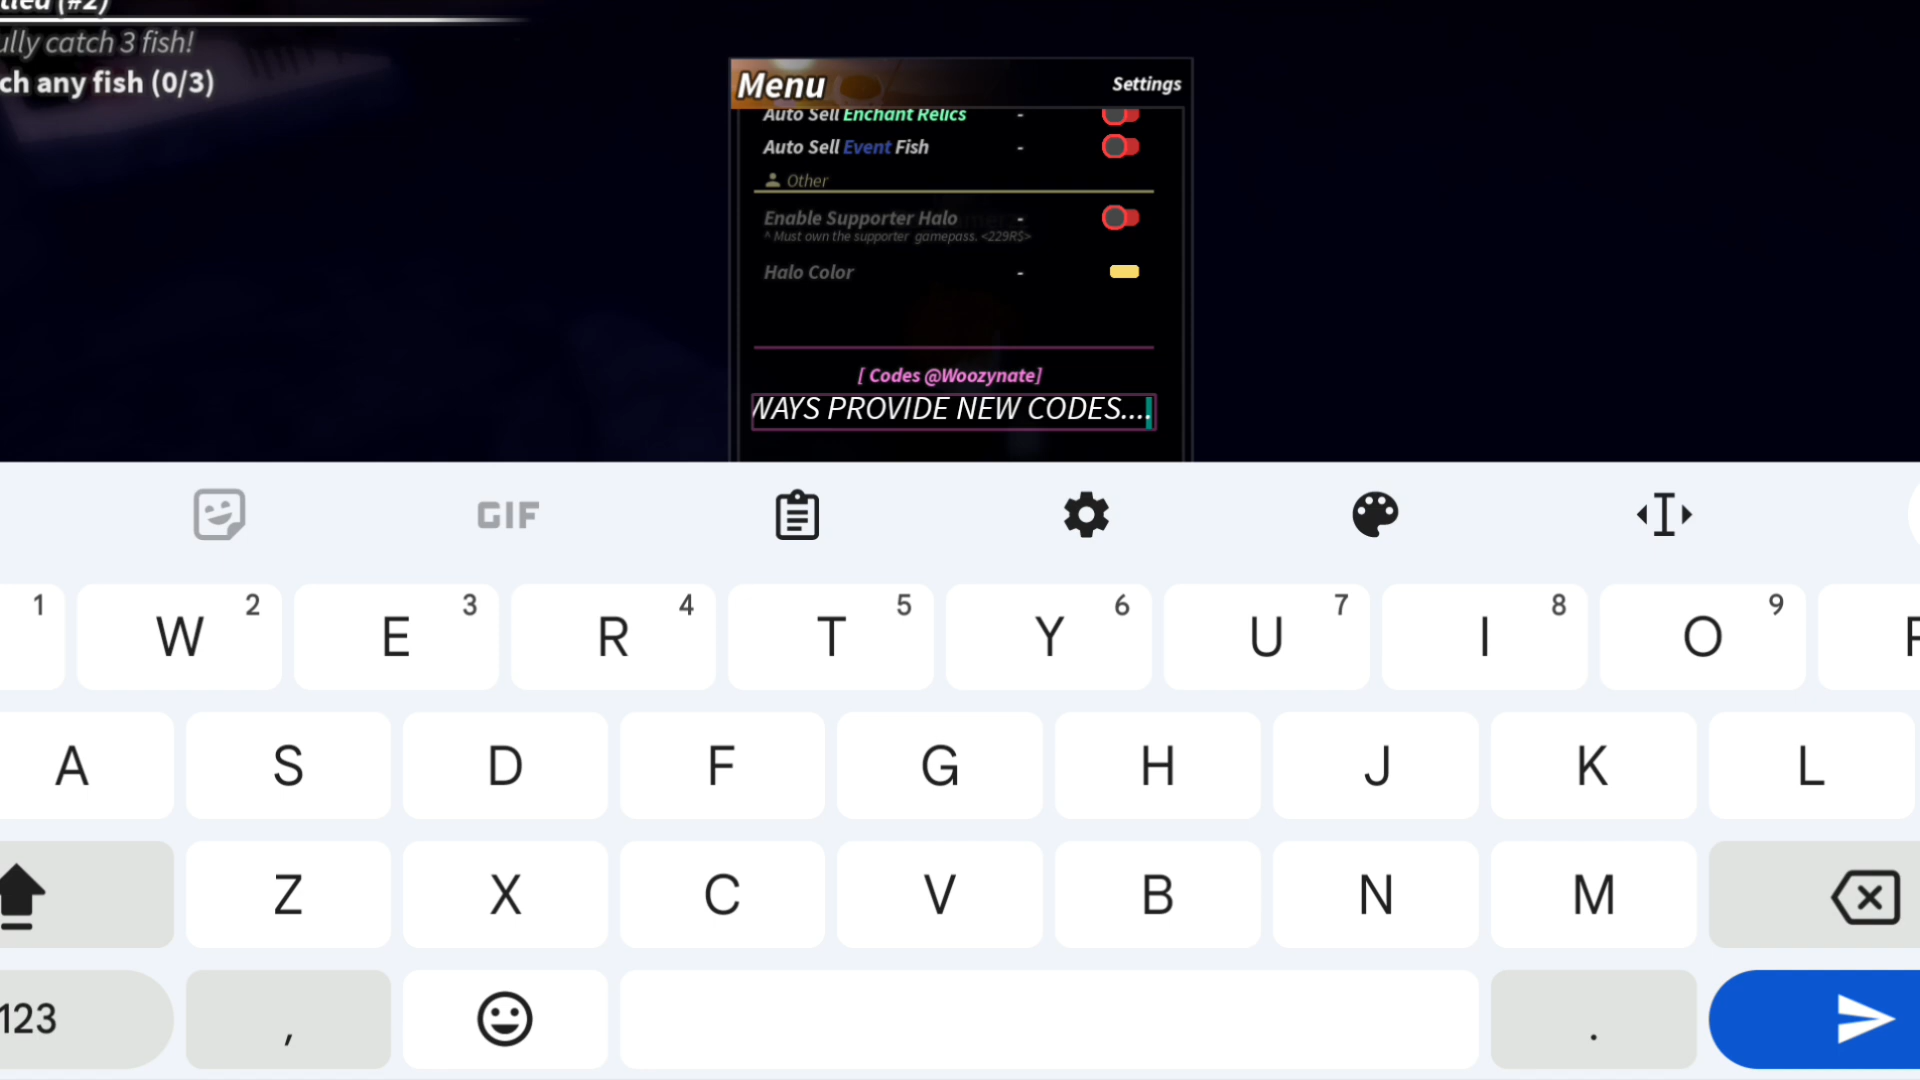 ully catch 3 fish!
ch any fish (0/3)
Menu
Settings
Auto Sell Enchant Relics -
Auto Sell Event Fish -
Other
Enable Supporter Halo -
^ Must own the supporter gamepass. <229R$>
Halo Color -
[ Codes @Woozynate]
WAYS PROVIDE NEW CODES....
GIF
1 W 2 E 3 R 4 T 5 Y 6 U 7 I 8 O 9
A S D F G H J K L
Z X C V B N M
123 , .